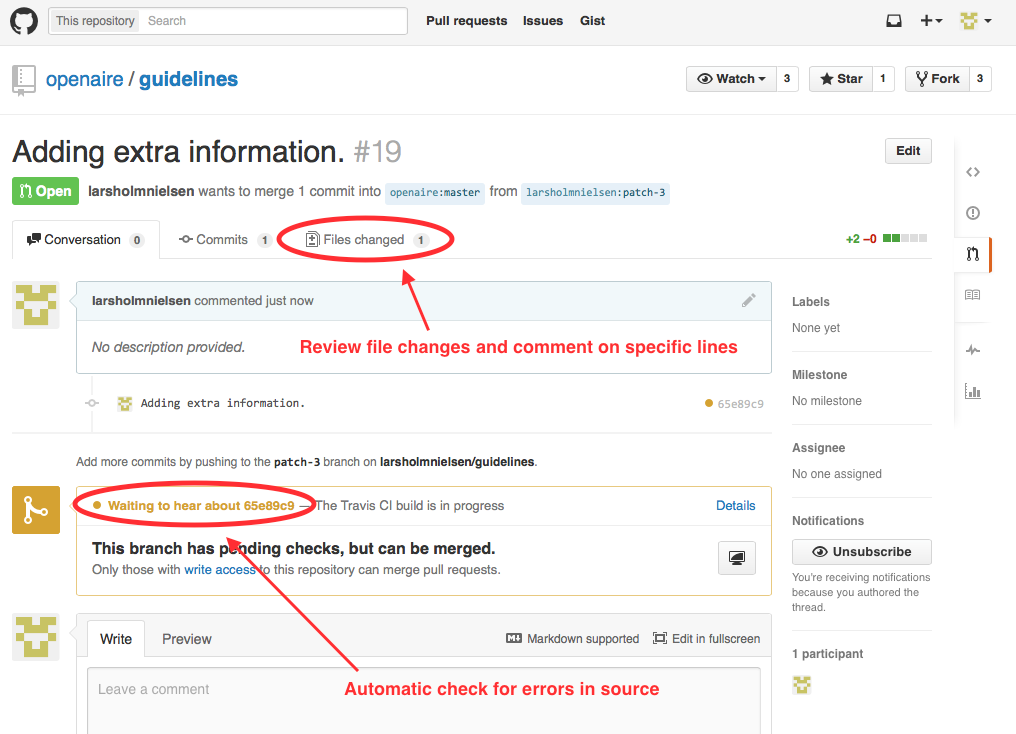 This repository Search Pull requests Issues Gist
openaire / guidelines Watch 3 Star 1 Fork 3
Adding extra information. #19 Edit
Open larsholmnielsen wants to merge 1 commit into openaire:master from larsholmnielsen:patch-3
Conversation 0 Commits 1 Files changed 1 +2 −0
larsholmnielsen commented just now
No description provided.
Review file changes and comment on specific lines
Adding extra information. 65e89c9
Add more commits by pushing to the patch-3 branch on larsholmnielsen/guidelines.
Waiting to hear about 65e89c9 — The Travis CI build is in progress Details
This branch has pending checks, but can be merged.
Only those with write access to this repository can merge pull requests.
Write Preview Markdown supported Edit in fullscreen
Leave a comment
Automatic check for errors in source
Labels
None yet
Milestone
No milestone
Assignee
No one assigned
Notifications
Unsubscribe
You're receiving notifications
because you authored the
thread.
1 participant